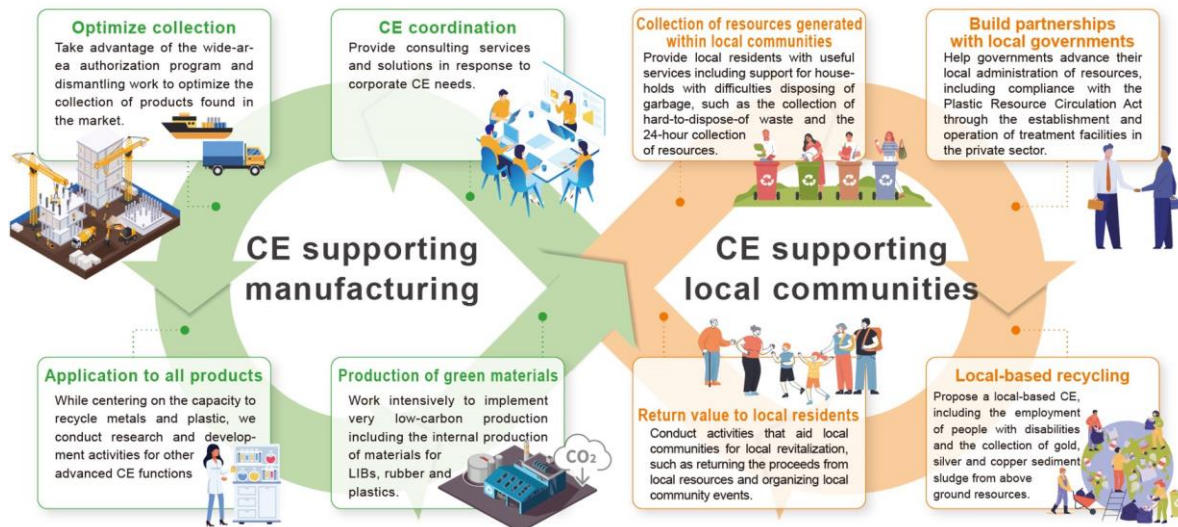 Optimize collection
Take advantage of the wide-ar-
ea authorization program and
dismantling work to optimize the
collection of products found in
the market.
CE coordination
Provide consulting services
and solutions in response to
corporate CE needs.
Collection of resources generated
within local communities
Provide local residents with useful
services including support for house-
holds with difficulties disposing of
garbage, such as the collection of
hard-to-dispose-of waste and the
24-hour collection
of resources.
Build partnerships
with local governments
Help governments advance their
local administration of resources,
including compliance with the
Plastic Resource Circulation Act
through the establishment and
operation of treatment facilities in
the private sector.
CE supporting
manufacturing
CE supporting
local communities
Application to all products
While centering on the capacity to
recycle metals and plastic, we
conduct research and develop-
ment activities for other
advanced CE functions
Production of green materials
Work intensively to implement
very low-carbon production
including the internal production
of materials for
LIBs, rubber and
plastics.
CO2
Return value to local residents
Conduct activities that aid local
communities for local revitalization,
such as returning the proceeds from
local resources and organizing local
community events.
Local-based recycling
Propose a local-based CE,
including the employment
of people with disabilities
and the collection of gold,
silver and copper sediment
sludge from above
ground resources.